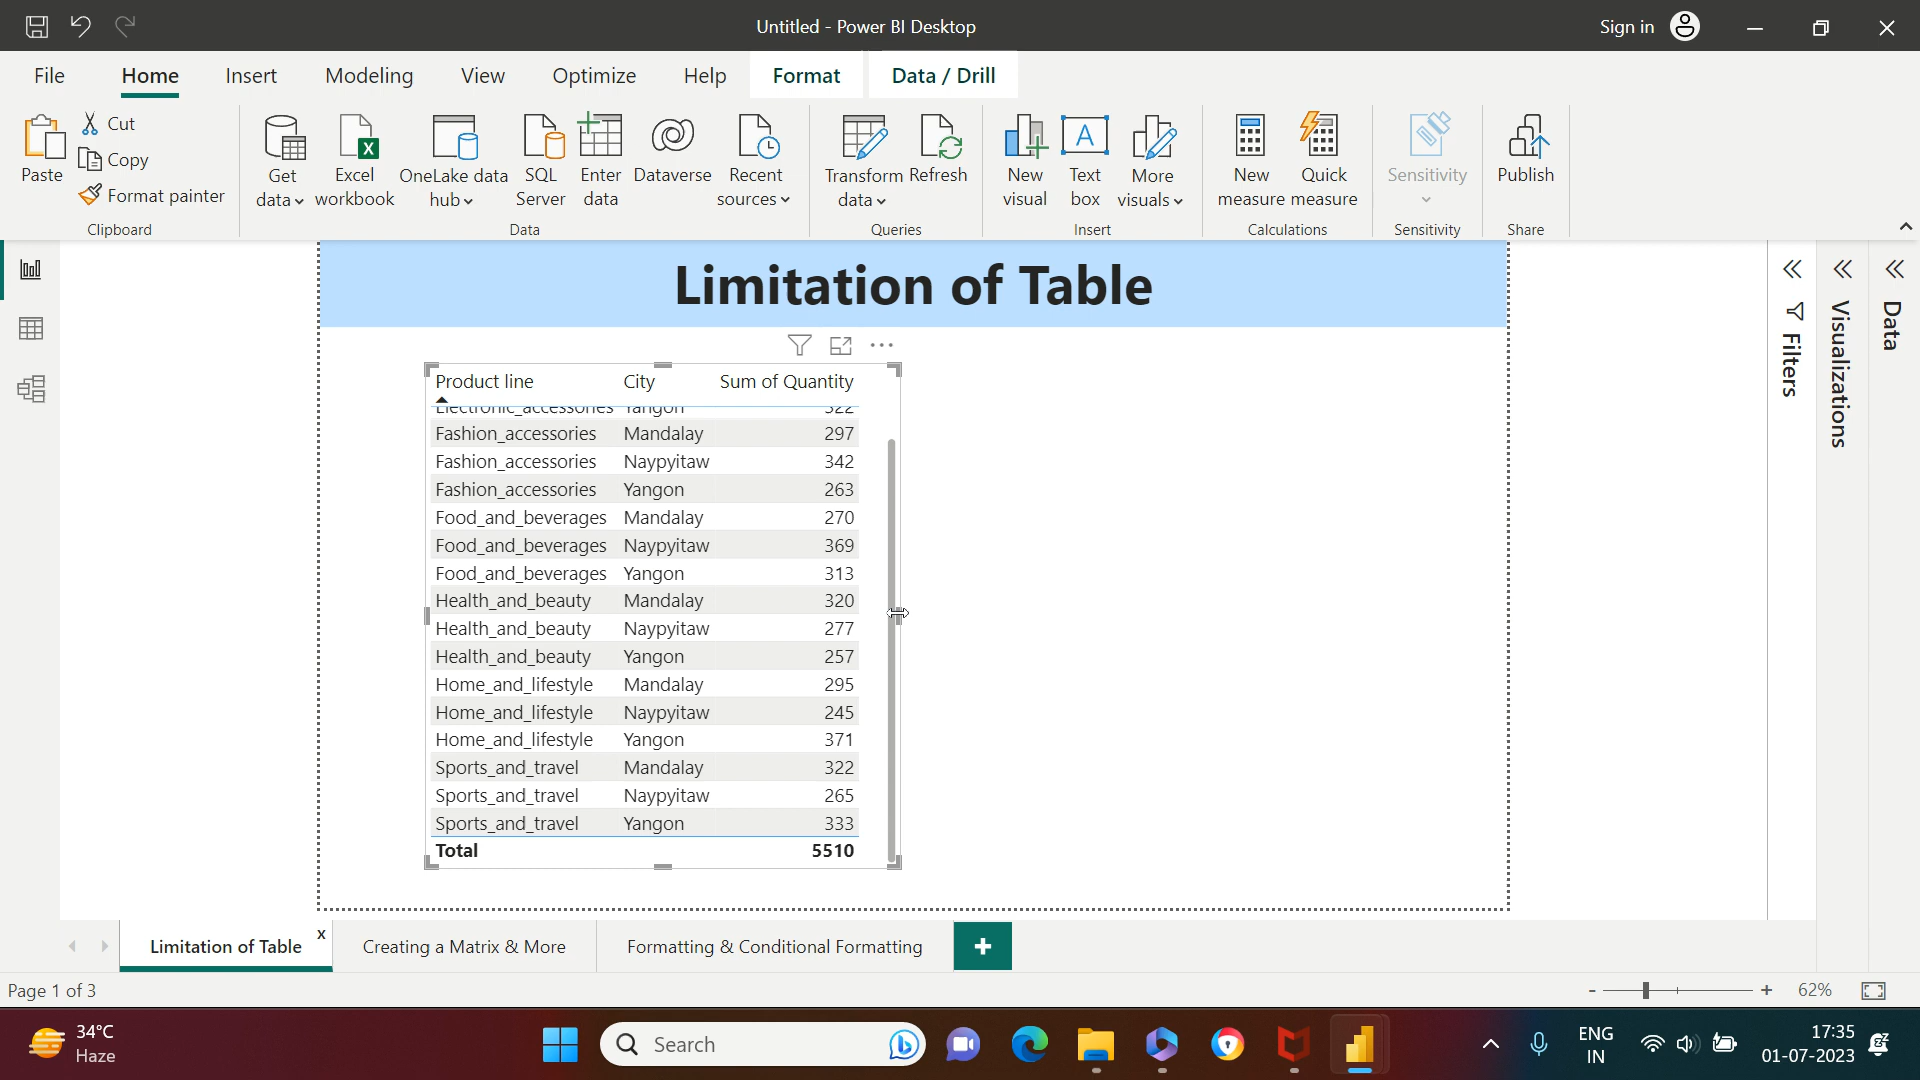 Untitled - Power BI Desktop
Sign in
File Home Insert Modeling View Optimize Help Format Data / Drill
Paste
Cut
Copy
Format painter
Clipboard
Get data
Excel workbook
OneLake data hub
SQL Server
Enter data
Dataverse
Recent sources
Data
Transform data
Refresh
Queries
New visual
A
Text box
More visuals
Insert
New measure
Quick measure
Calculations
Sensitivity
Sensitivity
Publish
Share
Limitation of Table
Product line City Sum of Quantity
Electronic_accessories Yangon 322
Fashion_accessories Mandalay 297
Fashion_accessories Naypyitaw 342
Fashion_accessories Yangon 263
Food_and_beverages Mandalay 270
Food_and_beverages Naypyitaw 369
Food_and_beverages Yangon 313
Health_and_beauty Mandalay 320
Health_and_beauty Naypyitaw 277
Health_and_beauty Yangon 257
Home_and_lifestyle Mandalay 295
Home_and_lifestyle Naypyitaw 245
Home_and_lifestyle Yangon 371
Sports_and_travel Mandalay 322
Sports_and_travel Naypyitaw 265
Sports_and_travel Yangon 333
Total 5510
Filters
Visualizations
Data
Limitation of Table x Creating a Matrix & More Formatting & Conditional Formatting +
Page 1 of 3
- + 62%
34°C
Haze
Search
ENG
IN
17:35
01-07-2023